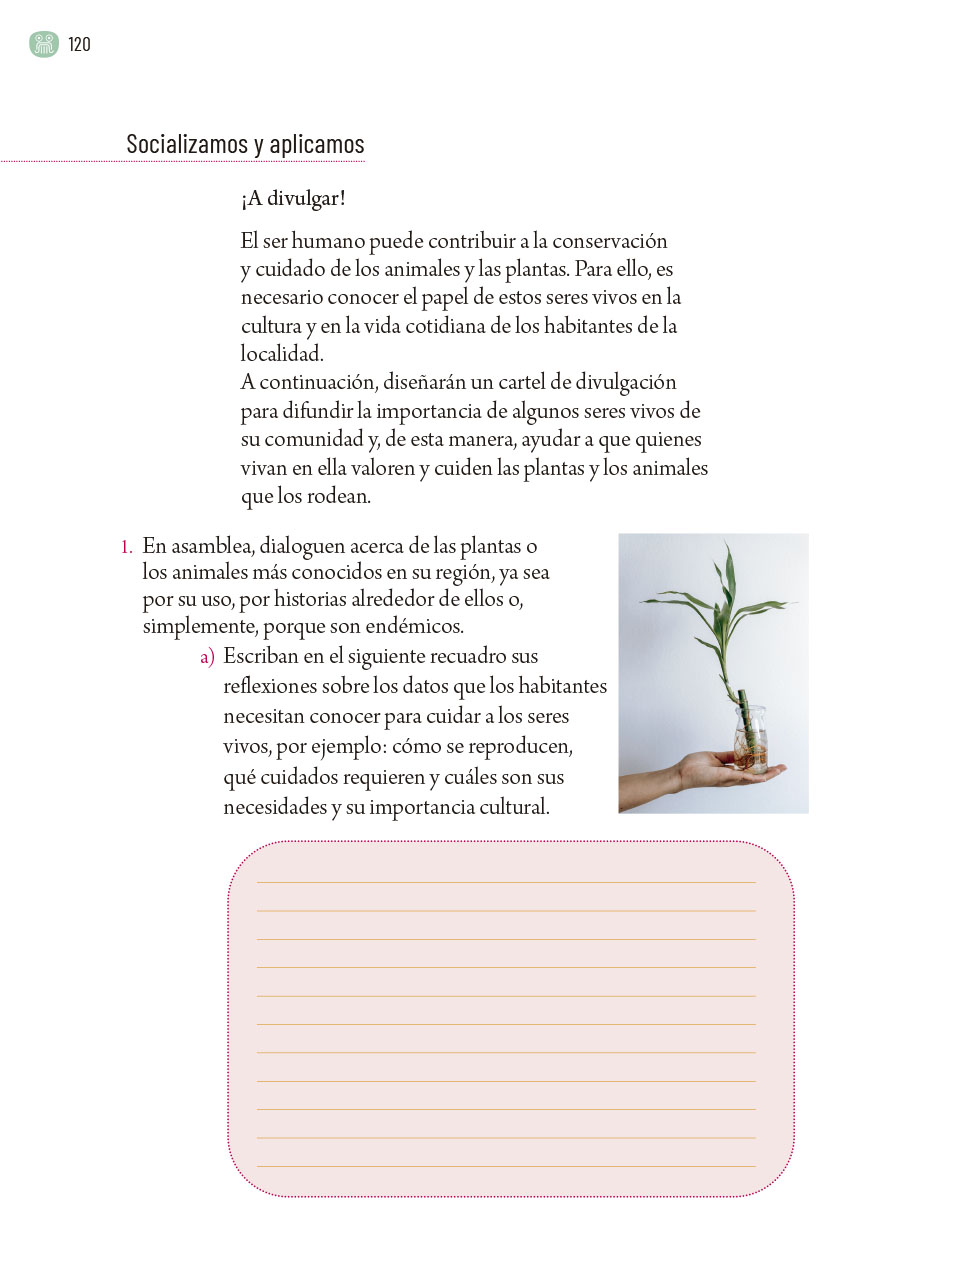 120
Socializamos y aplicamos
¡A divulgar!
El ser humano puede contribuir a la conservación
y cuidado de los animales y las plantas. Para ello, es
necesario conocer el papel de estos seres vivos en la
cultura y en la vida cotidiana de los habitantes de la
localidad.
A continuación, diseñarán un cartel de divulgación
para difundir la importancia de algunos seres vivos de
su comunidad y, de esta manera, ayudar a que quienes
vivan en ella valoren y cuiden las plantas y los animales
que los rodean.
1. En asamblea, dialoguen acerca de las plantas o
los animales más conocidos en su región, ya sea
por su uso, por historias alrededor de ellos o,
simplemente, porque son endémicos.
a) Escriban en el siguiente recuadro sus
reflexiones sobre los datos que los habitantes
necesitan conocer para cuidar a los seres
vivos, por ejemplo: cómo se reproducen,
qué cuidados requieren y cuáles son sus
necesidades y su importancia cultural.